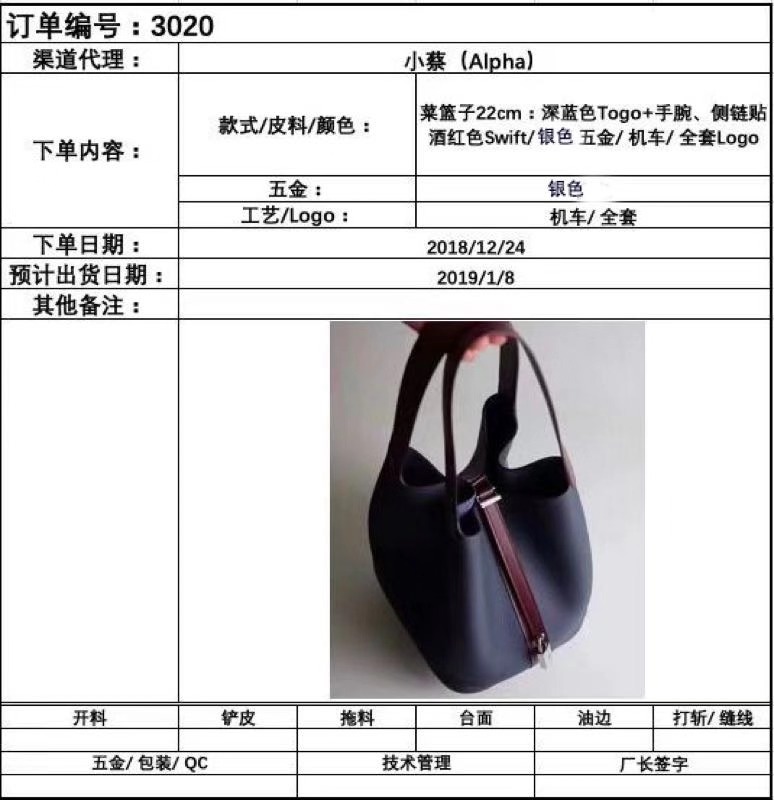 订单编号：3020
渠道代理：
小蔡（Alpha）
下单内容：
款式/皮料/颜色：
菜篮子22cm：深蓝色Togo+手腕、侧链贴
酒红色Swift/银色 五金/ 机车/ 全套Logo
五金：
银色
工艺/Logo：
机车/ 全套
下单日期：
2018/12/24
预计出货日期：
2019/1/8
其他备注：
开料
铲皮
拖料
台面
油边
打斩/ 缝线
五金/ 包装/ QC
技术管理
厂长签字